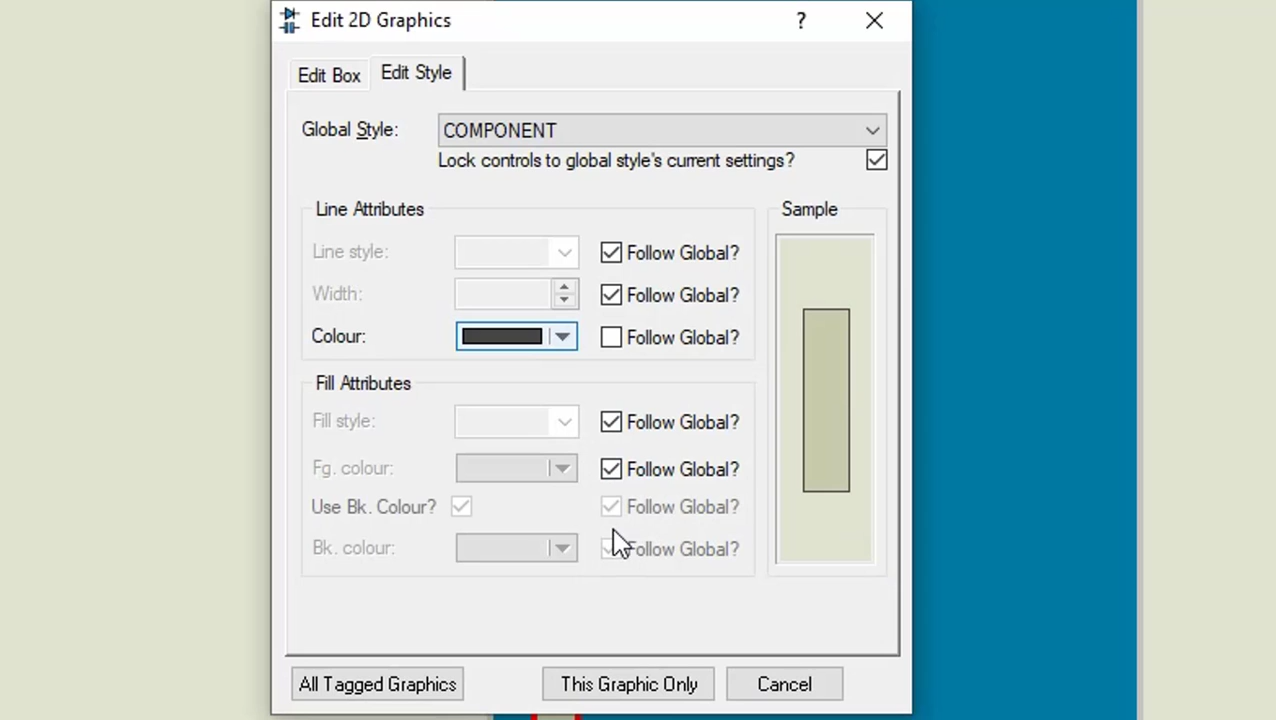 Edit 2D Graphics ?
Edit Box Edit Style
Global Style: COMPONENT
Lock controls to global style's current settings?
Line Attributes Sample
Line style: Follow Global?
Width: Follow Global?
Colour: Follow Global?
Fill Attributes
Fill style: Follow Global?
Fg. colour: Follow Global?
Use Bk. Colour? Follow Global?
Bk. colour: Follow Global?
All Tagged Graphics This Graphic Only Cancel